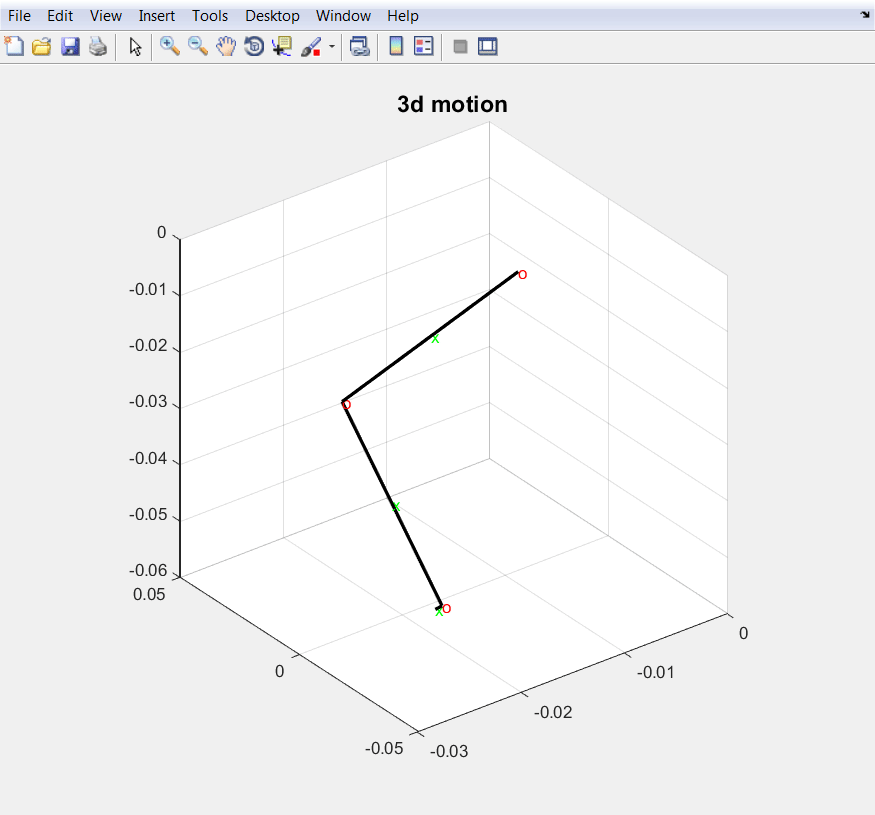 File Edit View Insert Tools Desktop Window Help
3d motion
0
-0.01
-0.02
-0.03
-0.04
-0.05
-0.06
0.05
0
-0.05
-0.03
-0.02
-0.01
0
o
x
o
x
o
x